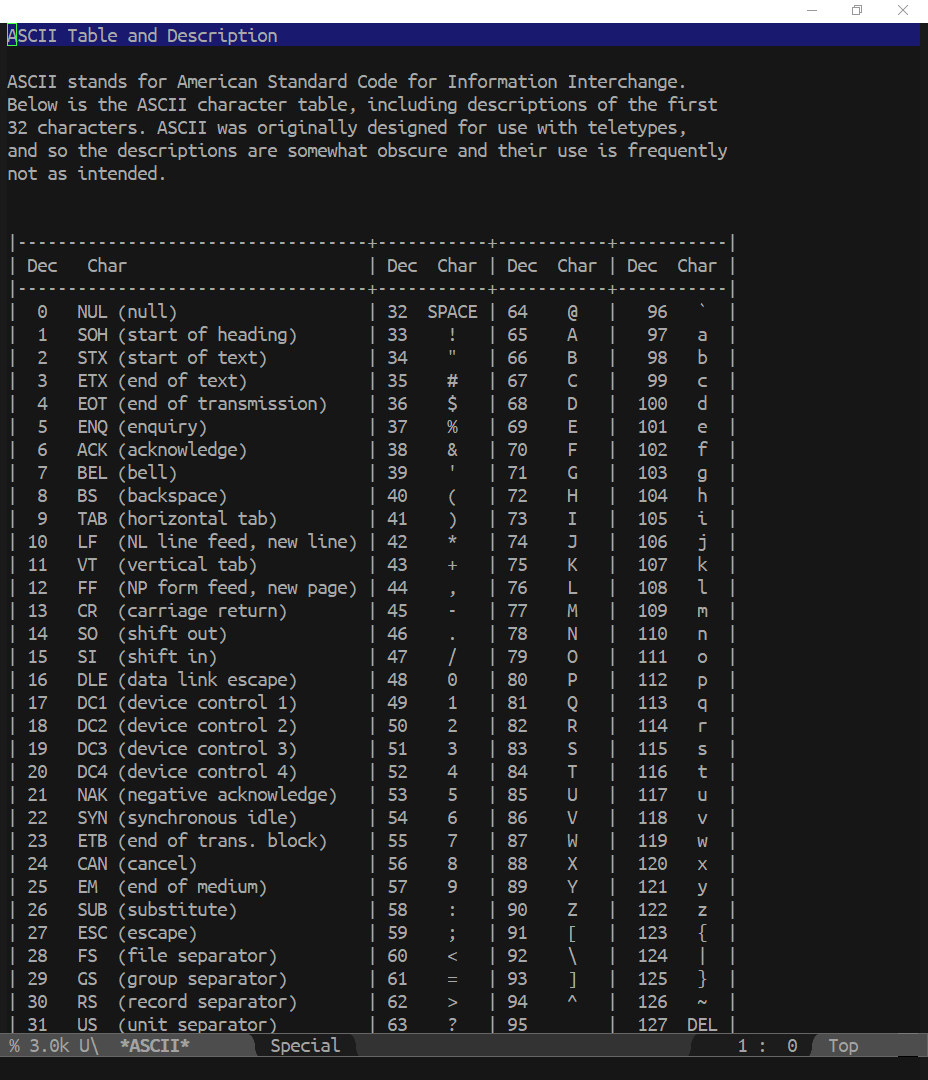 ASCII Table and Description

ASCII stands for American Standard Code for Information Interchange.
Below is the ASCII character table, including descriptions of the first
32 characters. ASCII was originally designed for use with teletypes,
and so the descriptions are somewhat obscure and their use is frequently
not as intended.

|-----------------------------------+-----------+-----------+-----------|
| Dec   Char                        | Dec  Char | Dec  Char | Dec  Char |
|-----------------------------------+-----------+-----------+-----------|
|  0   NUL (null)                   | 32  SPACE | 64    @   |   96   `  |
|  1   SOH (start of heading)       | 33    !   | 65    A   |   97   a  |
|  2   STX (start of text)          | 34    "   | 66    B   |   98   b  |
|  3   ETX (end of text)            | 35    #   | 67    C   |   99   c  |
|  4   EOT (end of transmission)    | 36    $   | 68    D   |  100   d  |
|  5   ENQ (enquiry)                | 37    %   | 69    E   |  101   e  |
|  6   ACK (acknowledge)            | 38    &   | 70    F   |  102   f  |
|  7   BEL (bell)                   | 39    '   | 71    G   |  103   g  |
|  8   BS  (backspace)              | 40    (   | 72    H   |  104   h  |
|  9   TAB (horizontal tab)         | 41    )   | 73    I   |  105   i  |
| 10   LF  (NL line feed, new line) | 42    *   | 74    J   |  106   j  |
| 11   VT  (vertical tab)           | 43    +   | 75    K   |  107   k  |
| 12   FF  (NP form feed, new page) | 44    ,   | 76    L   |  108   l  |
| 13   CR  (carriage return)        | 45    -   | 77    M   |  109   m  |
| 14   SO  (shift out)              | 46    .   | 78    N   |  110   n  |
| 15   SI  (shift in)               | 47    /   | 79    O   |  111   o  |
| 16   DLE (data link escape)       | 48    0   | 80    P   |  112   p  |
| 17   DC1 (device control 1)       | 49    1   | 81    Q   |  113   q  |
| 18   DC2 (device control 2)       | 50    2   | 82    R   |  114   r  |
| 19   DC3 (device control 3)       | 51    3   | 83    S   |  115   s  |
| 20   DC4 (device control 4)       | 52    4   | 84    T   |  116   t  |
| 21   NAK (negative acknowledge)   | 53    5   | 85    U   |  117   u  |
| 22   SYN (synchronous idle)       | 54    6   | 86    V   |  118   v  |
| 23   ETB (end of trans. block)    | 55    7   | 87    W   |  119   w  |
| 24   CAN (cancel)                 | 56    8   | 88    X   |  120   x  |
| 25   EM  (end of medium)          | 57    9   | 89    Y   |  121   y  |
| 26   SUB (substitute)             | 58    :   | 90    Z   |  122   z  |
| 27   ESC (escape)                 | 59    ;   | 91    [   |  123   {  |
| 28   FS  (file separator)         | 60    <   | 92    \   |  124   |  |
| 29   GS  (group separator)        | 61    =   | 93    ]   |  125   }  |
| 30   RS  (record separator)       | 62    >   | 94    ^   |  126   ~  |
| 31   US  (unit separator)         | 63    ?   | 95        |  127  DEL |
% 3.0k U\  *ASCII*  Special  1 :  0  Top